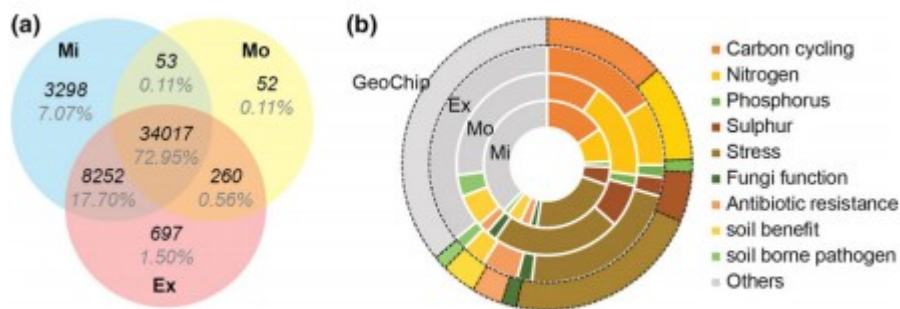 (a)
Mi
Mo
53
0.11%
3298
7.07%
52
0.11%
34017
72.95%
8252
17.70%
260
0.56%
697
1.50%
Ex
(b)
GeoChip
Ex
Mo
Mi
Carbon cycling
Nitrogen
Phosphorus
Sulphur
Stress
Fungi function
Antibiotic resistance
soil benefit
soil borne pathogen
Others